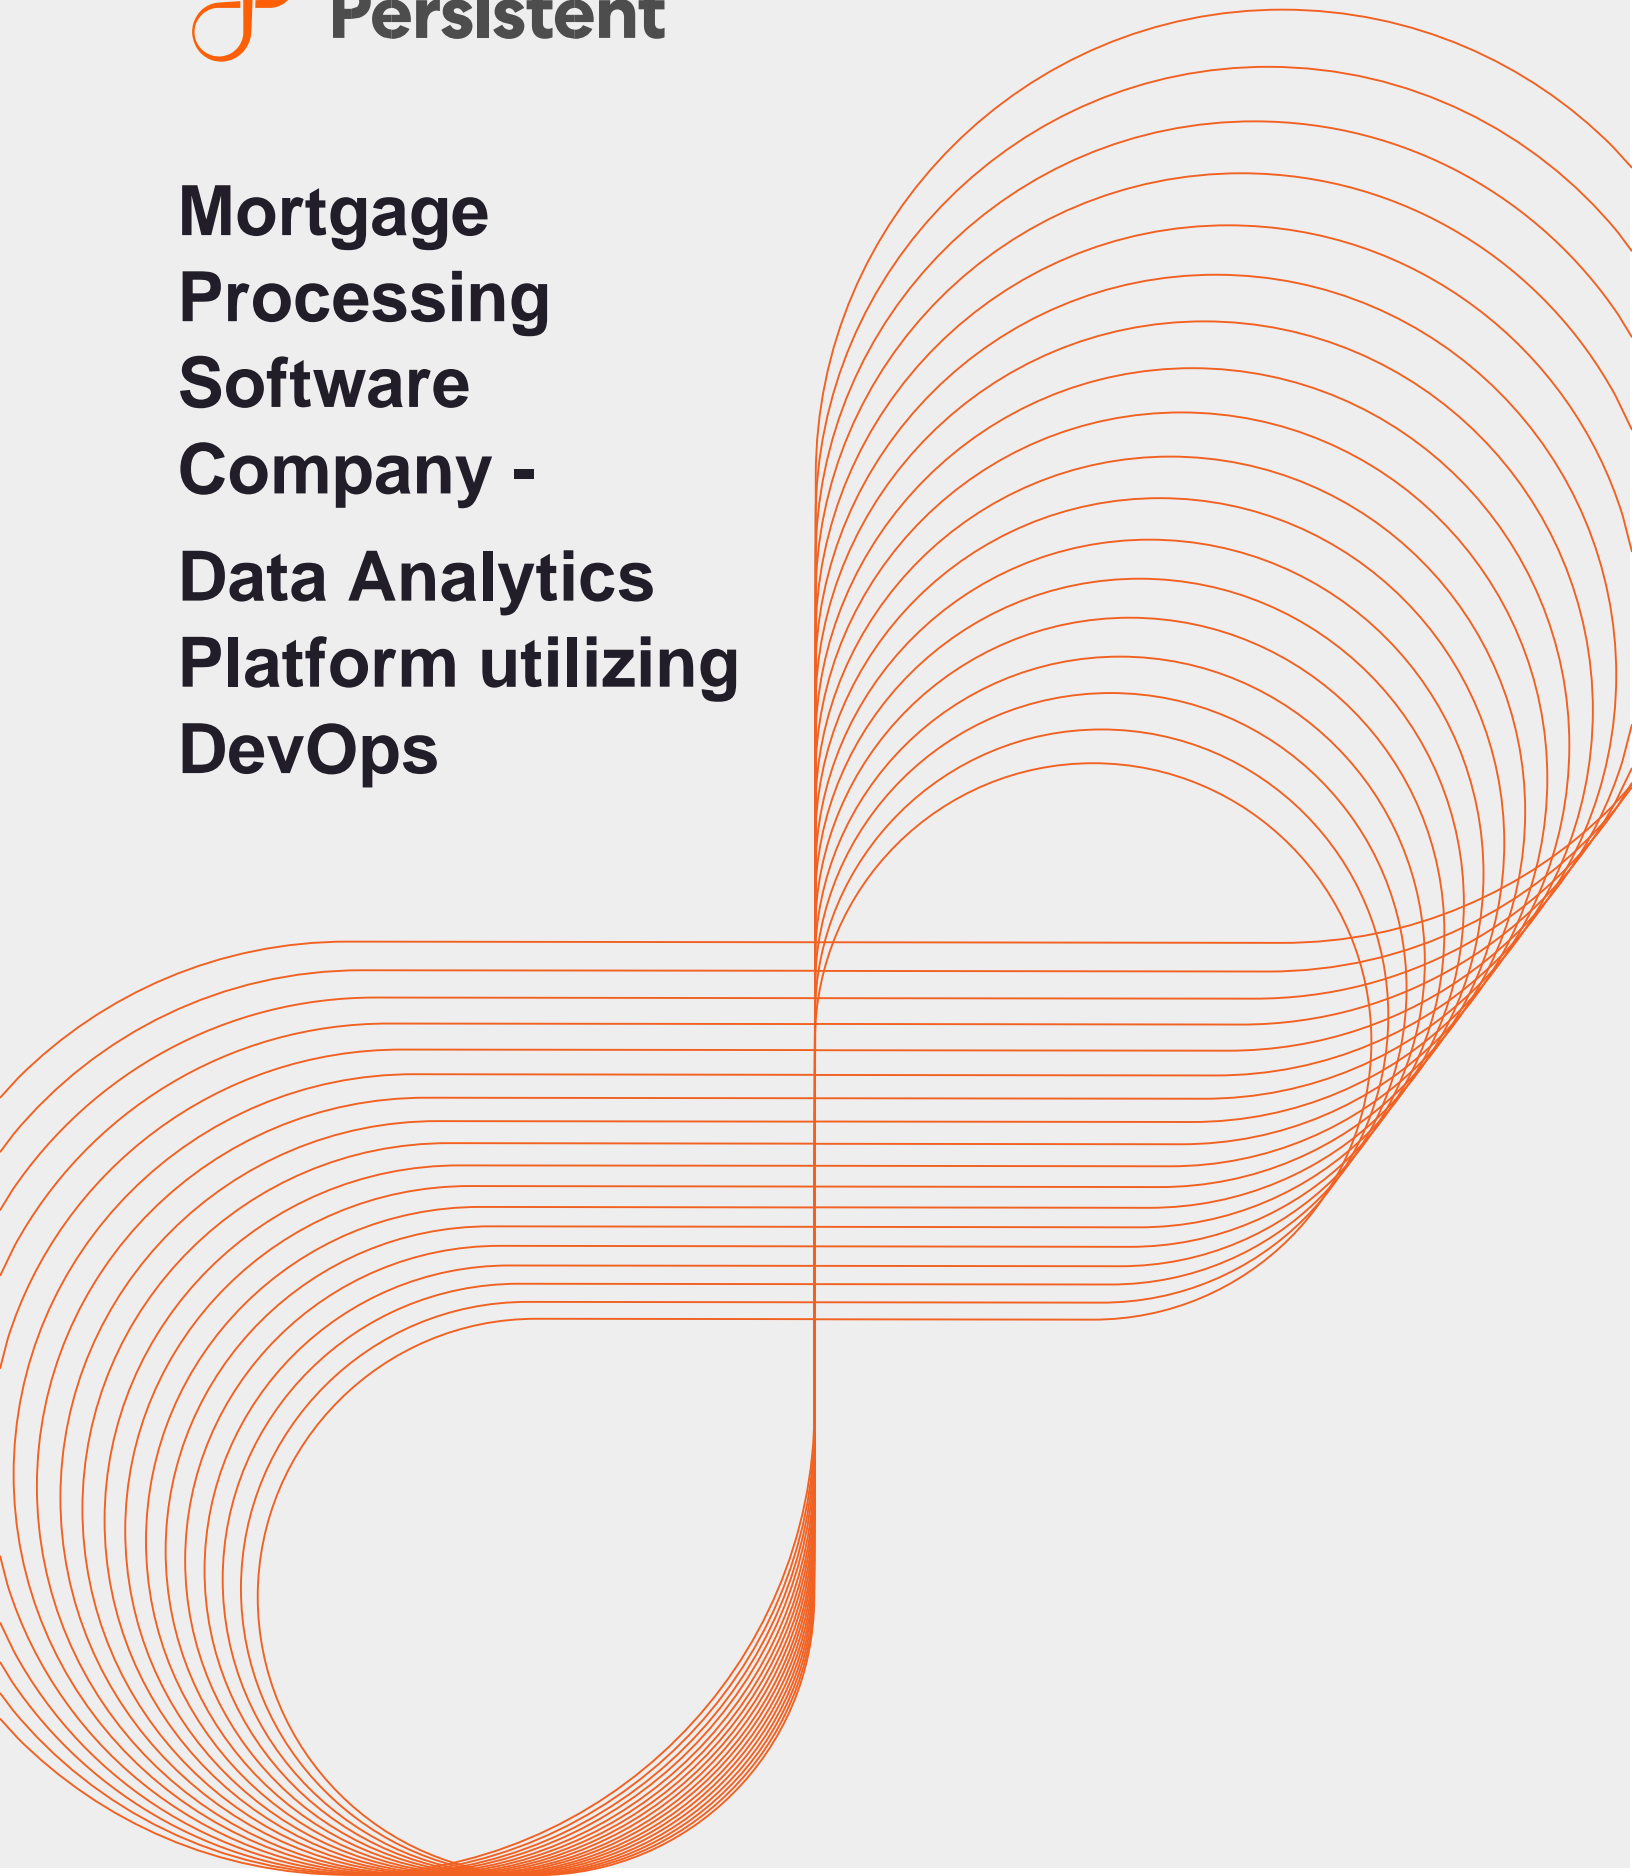 Persistent
Mortgage
Processing
Software
Company -
Data Analytics
Platform utilizing
DevOps